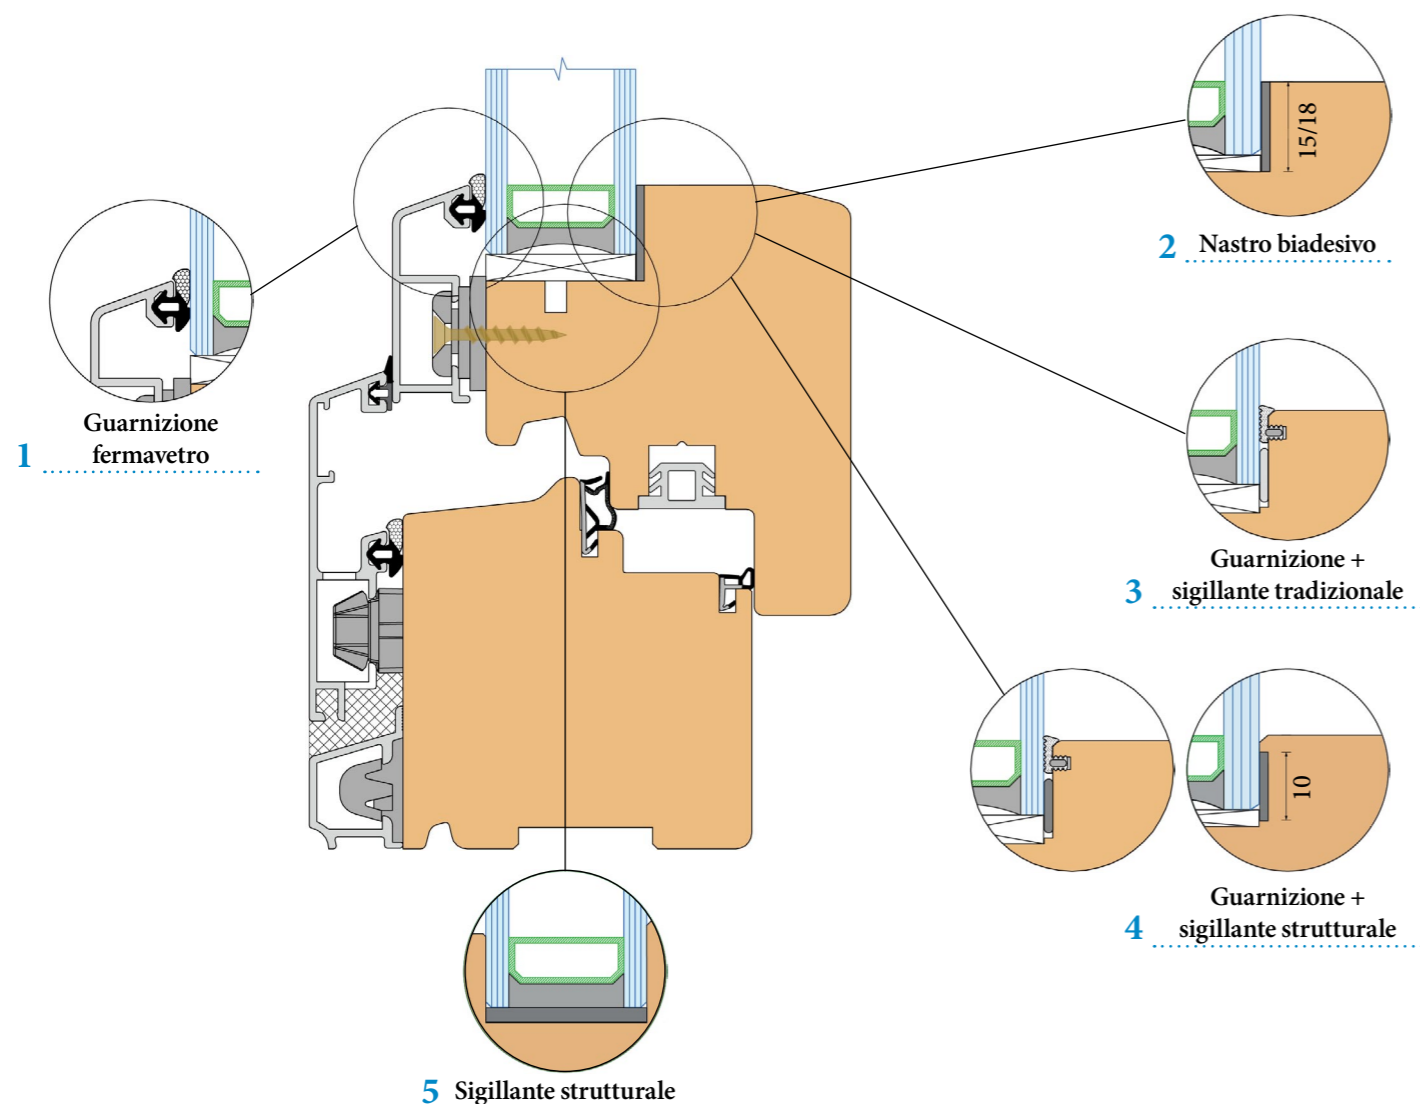 15/18
2 Nastro biadesivo
Guarnizione
1 fermavetro
Guarnizione +
3 sigillante tradizionale
10
Guarnizione +
4 sigillante strutturale
5 Sigillante strutturale